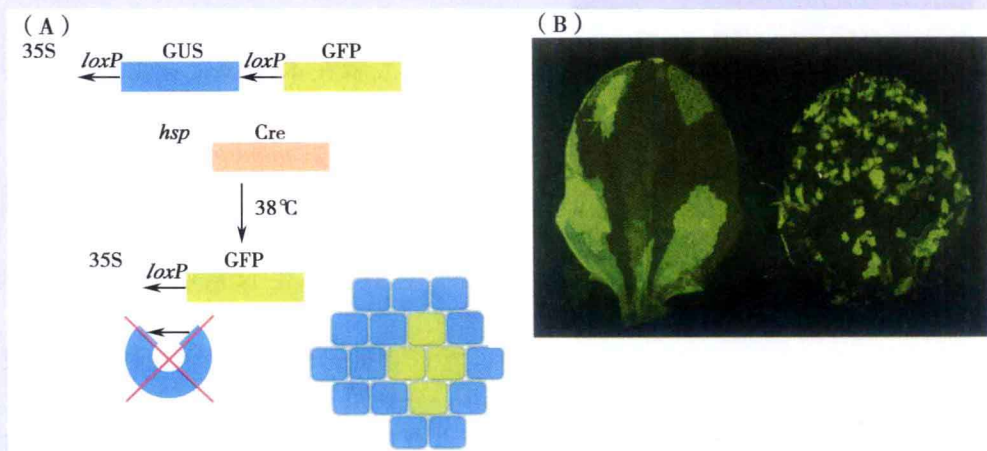 (A)
35S loxP GUS loxP GFP
hsp Cre
38℃
35S loxP GFP
(B)